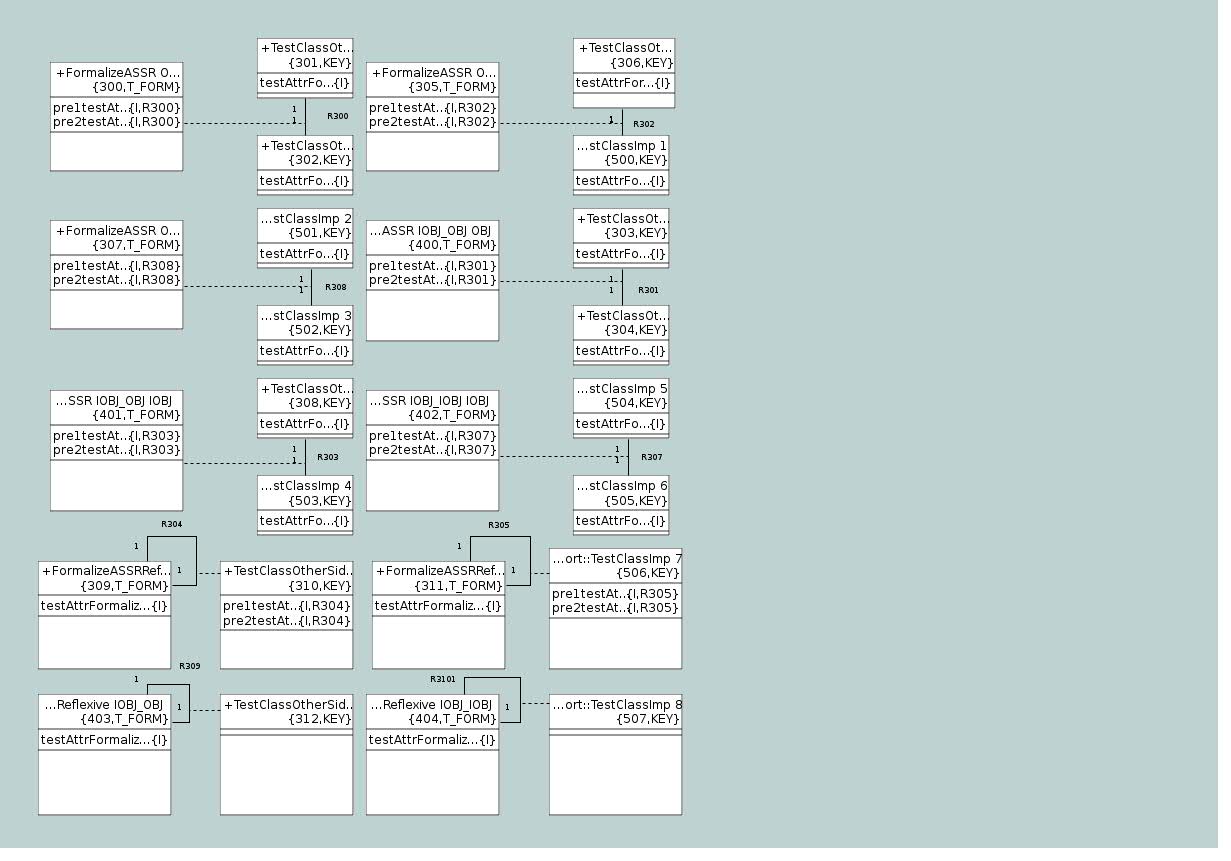 +FormalizeASSR O...
{300,T_FORM}
pre1testAt..{I,R300}
pre2testAt..{I,R300}
+TestClassOt...
{301,KEY}
testAttrFo...{I}
1
1
R300
+TestClassOt...
{302,KEY}
testAttrFo...{I}
+FormalizeASSR O...
{305,T_FORM}
pre1testAt..{I,R302}
pre2testAt..{I,R302}
+TestClassOt...
{306,KEY}
testAttrFor...{I}
1
R302
...stClassImp 1
{500,KEY}
testAttrFo...{I}
+FormalizeASSR O...
{307,T_FORM}
pre1testAt..{I,R308}
pre2testAt..{I,R308}
...stClassImp 2
{501,KEY}
testAttrFo...{I}
1
1
R308
...stClassImp 3
{502,KEY}
testAttrFo...{I}
...ASSR IOBJ_OBJ OBJ
{400,T_FORM}
pre1testAt..{I,R301}
pre2testAt..{I,R301}
+TestClassOt...
{303,KEY}
testAttrFo...{I}
1
1
R301
+TestClassOt...
{304,KEY}
testAttrFo...{I}
...SSR IOBJ_OBJ IOBJ
{401,T_FORM}
pre1testAt..{I,R303}
pre2testAt..{I,R303}
+TestClassOt...
{308,KEY}
testAttrFo...{I}
1
1
R303
...stClassImp 4
{503,KEY}
testAttrFo...{I}
...SSR IOBJ_IOBJ IOBJ
{402,T_FORM}
pre1testAt..{I,R307}
pre2testAt..{I,R307}
...stClassImp 5
{504,KEY}
testAttrFo...{I}
1
1
R307
...stClassImp 6
{505,KEY}
testAttrFo...{I}
R304
1
1
+FormalizeASSRRef...
{309,T_FORM}
testAttrFormaliz...{I}
+TestClassOtherSid...
{310,KEY}
pre1testAt..{I,R304}
pre2testAt..{I,R304}
R305
1
1
+FormalizeASSRRef...
{311,T_FORM}
testAttrFormaliz...{I}
...ort::TestClassImp 7
{506,KEY}
pre1testAt..{I,R305}
pre2testAt..{I,R305}
R309
1
1
...Reflexive IOBJ_OBJ
{403,T_FORM}
testAttrFormaliz...{I}
+TestClassOtherSid...
{312,KEY}
R3101
1
...Reflexive IOBJ_IOBJ
{404,T_FORM}
testAttrFormaliz...{I}
...ort::TestClassImp 8
{507,KEY}